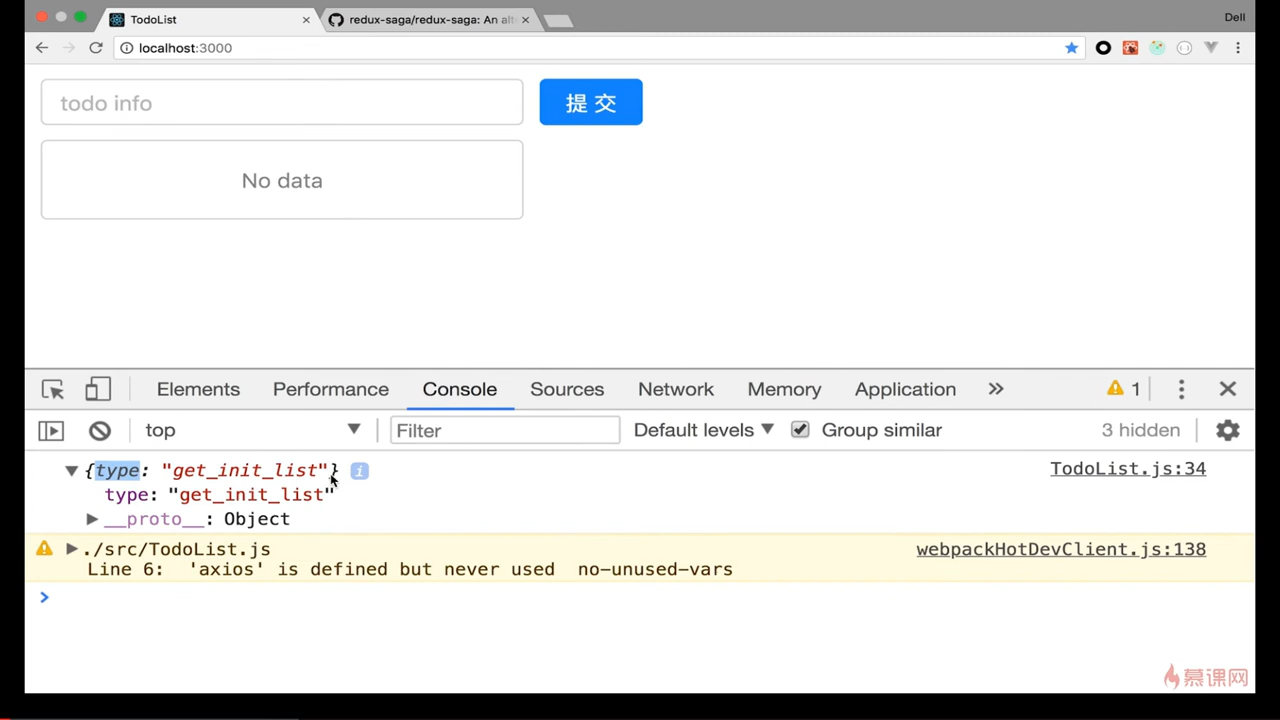 TodoList
redux-saga/redux-saga: An alt
Dell
localhost:3000
todo info
提 交
No data
Elements
Performance
Console
Sources
Network
Memory
Application
1
top
Filter
Default levels
Group similar
3 hidden
{type: "get_init_list"}
TodoList.js:34
type: "get_init_list"
__proto__: Object
./src/TodoList.js
webpackHotDevClient.js:138
Line 6: 'axios' is defined but never used no-unused-vars
慕课网